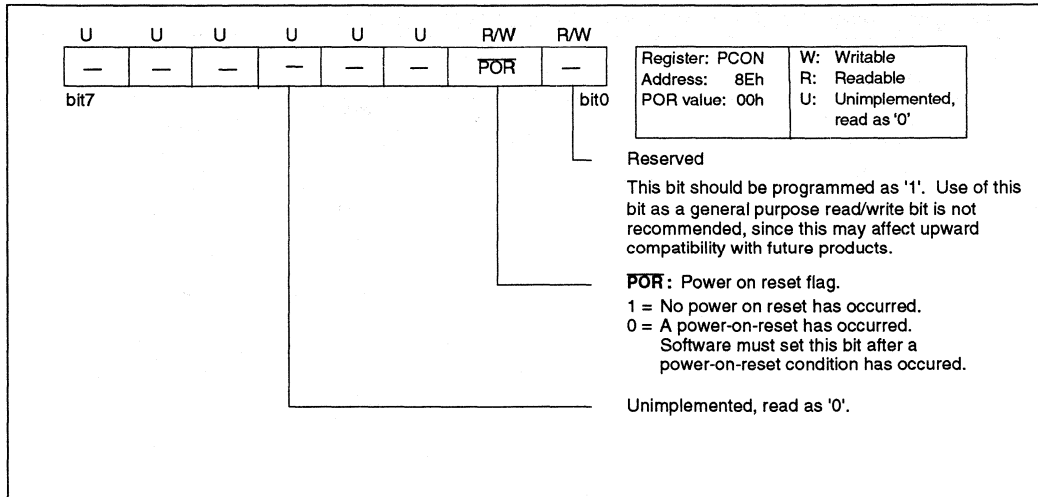 U U U U U U R/W R/W
— — — — — — POR —
bit7 bit0
Register: PCON
Address: 8Eh
POR value: 00h
W: Writable
R: Readable
U: Unimplemented,
read as '0'
Reserved
This bit should be programmed as '1'. Use of this
bit as a general purpose read/write bit is not
recommended, since this may affect upward
compatibility with future products.
POR: Power on reset flag.
1 = No power on reset has occurred.
0 = A power-on-reset has occurred.
Software must set this bit after a
power-on-reset condition has occured.
Unimplemented, read as '0'.